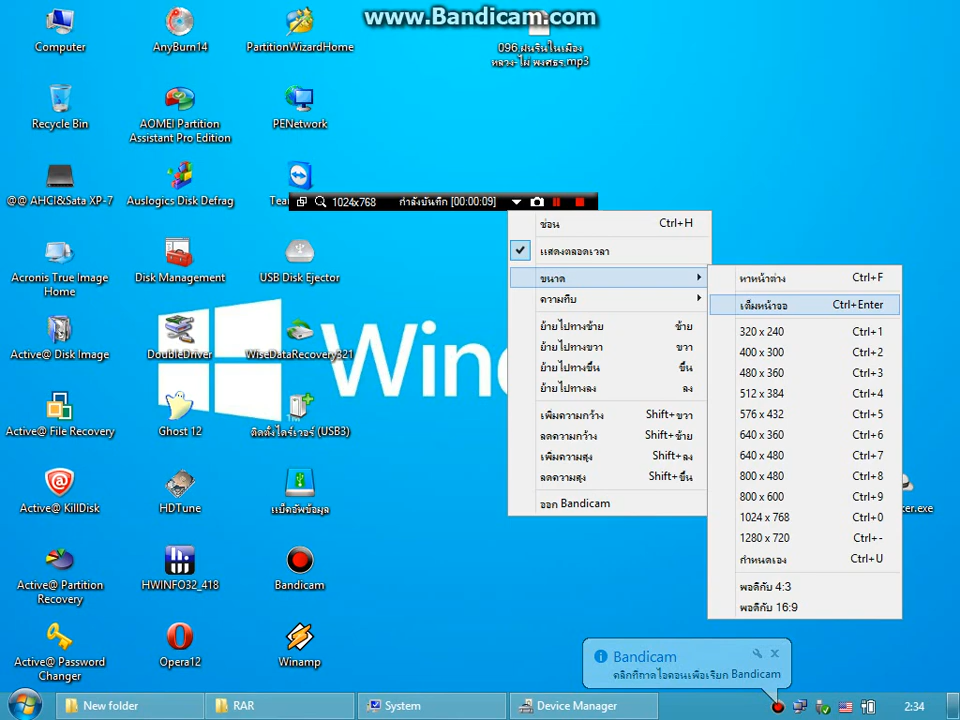 www.Bandicam.com
Computer
AnyBurn14
PartitionWizardHome
096.ฝนรินในเมือง
หลวง-ไผ่ พงศธร.mp3
Recycle Bin
AOMEI Partition
Assistant Pro Edition
PENetwork
@@ AHCI&Sata XP-7
Auslogics Disk Defrag
1024x768
กำลังบันทึก [00:00:09]
ซ่อน Ctrl+H
แสดงตลอดเวลา
ขนาด
ความทึบ
ย้ายไปทางซ้าย ซ้าย
ย้ายไปทางขวา ขวา
ย้ายไปทางขึ้น ขึ้น
ย้ายไปทางลง ลง
เพิ่มความกว้าง Shift+ขวา
ลดความกว้าง Shift+ซ้าย
เพิ่มความสูง Shift+ลง
ลดความสูง Shift+ขึ้น
ออก Bandicam
หาหน้าต่าง Ctrl+F
เต็มหน้าจอ Ctrl+Enter
320 x 240 Ctrl+1
400 x 300 Ctrl+2
480 x 360 Ctrl+3
512 x 384 Ctrl+4
576 x 432 Ctrl+5
640 x 360 Ctrl+6
640 x 480 Ctrl+7
800 x 480 Ctrl+8
800 x 600 Ctrl+9
1024 x 768 Ctrl+0
1280 x 720 Ctrl+-
กำหนดเอง Ctrl+U
พอดีกับ 4:3
พอดีกับ 16:9
Acronis True Image
Home
Disk Management
USB Disk Ejector
Active@ Disk Image
DoubleDriver
WiseDataRecovery321
Active@ File Recovery
Ghost 12
ติดตั้งไดร์เวอร์ (USB3)
Active@ KillDisk
HDTune
แบ็คอัพข้อมูล
Active@ Partition
Recovery
HWINFO32_418
Bandicam
Active@ Password
Changer
Opera12
Winamp
Bandicam
คลิกที่ถาดไอคอนเพื่อเรียก Bandicam
New folder
RAR
System
Device Manager
2:34